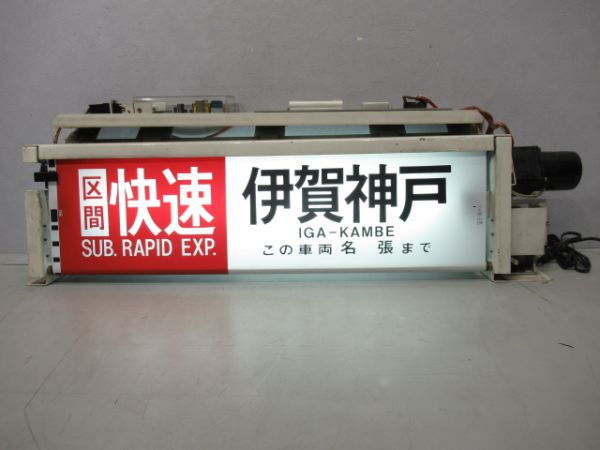 区間快速
SUB. RAPID EXP.
伊賀神戸
IGA-KAMBE
この車両名 張まで